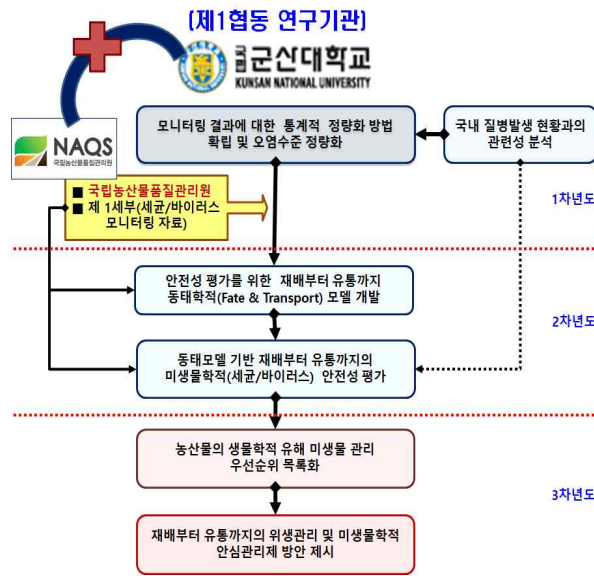 [제1협동 연구기관]
국립 군산대학교
KUNSAN NATIONAL UNIVERSITY
NAQS
국립농산물품질관리원
모니터링 결과에 대한 통계적 정량화 방법
확립 및 오염수준 정량화
국내 질병발생 현황과의
관련성 분석
■ 국립농산물품질관리원
■ 제 1세부(세균/바이러스
모니터링 자료)
1차년도
안전성 평가를 위한 재배부터 유통까지
동태학적(Fate & Transport) 모델 개발
2차년도
동태모델 기반 재배부터 유통까지의
미생물학적(세균/바이러스) 안전성 평가
농산물의 생물학적 유해 미생물 관리
우선순위 목록화
3차년도
재배부터 유통까지의 위생관리 및 미생물학적
안심관리제 방안 제시